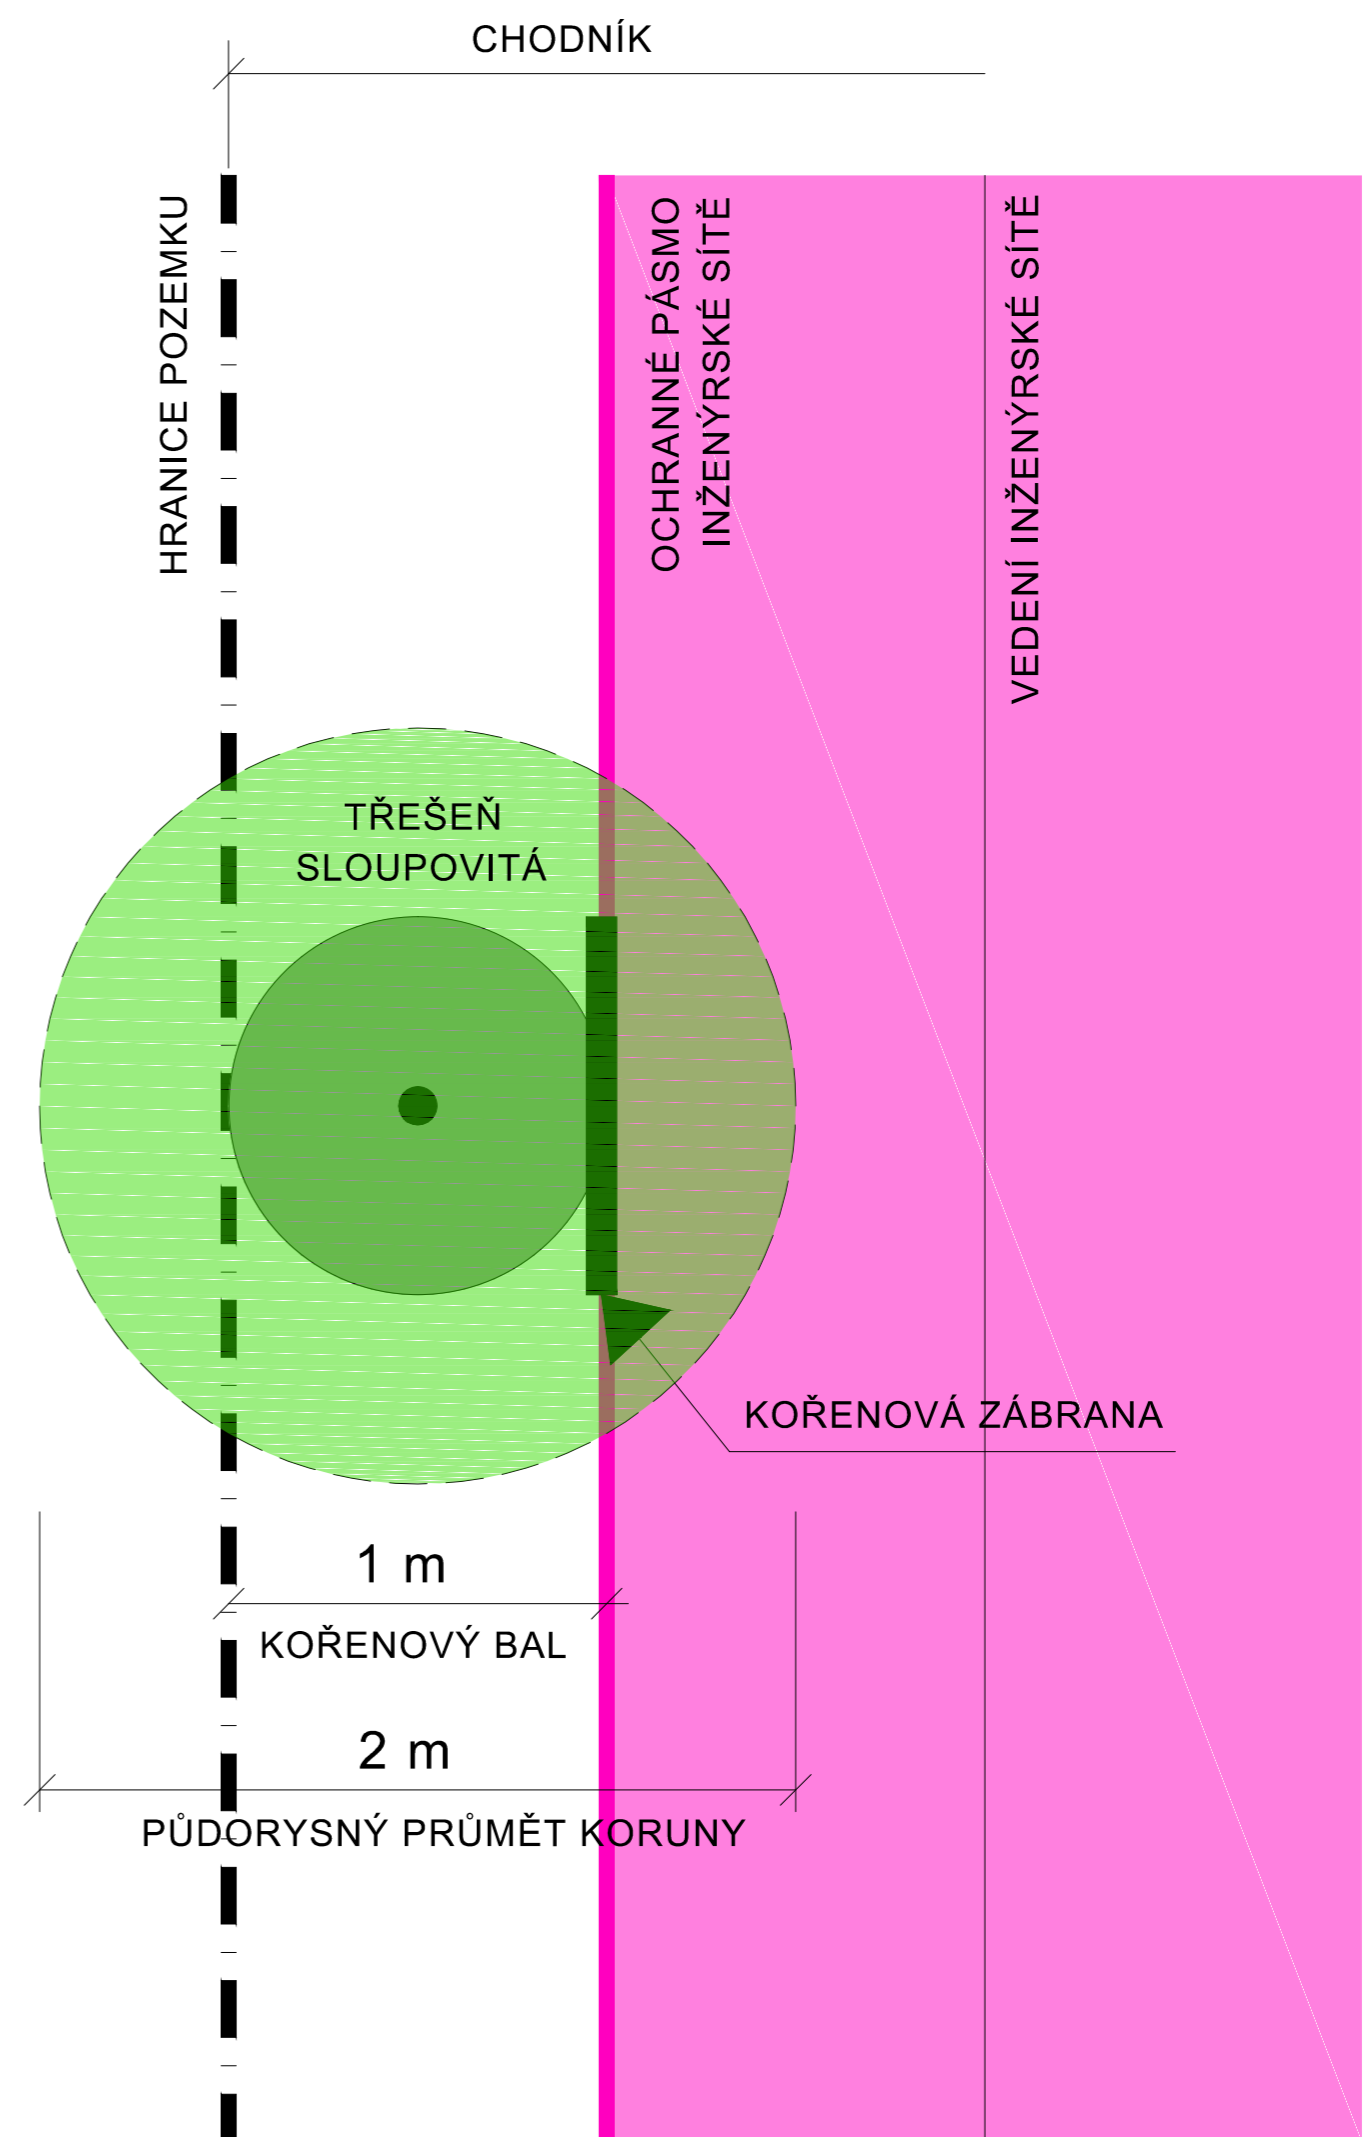 CHODNÍK
HRANICE POZEMKU
OCHRANNÉ PÁSMO
INŽENÝRSKÉ SÍTĚ
VEDENÍ INŽENÝRSKÉ SÍTĚ
TŘEŠEŇ
SLOUPOVITÁ
KOŘENOVÁ ZÁBRANA
1 m
KOŘENOVÝ BAL
2 m
PŮDORYSNÝ PRŮMĚT KORUNY